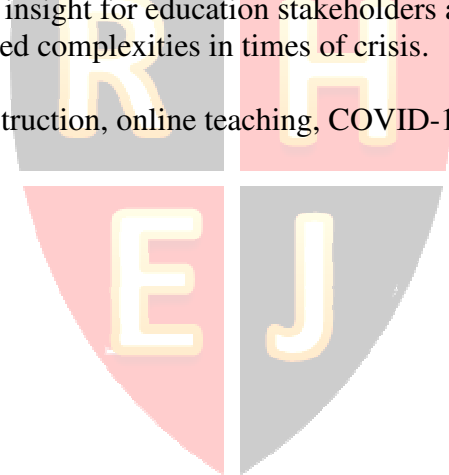 insight for education stakeholders a
ed complexities in times of crisis.
R H
truction, online teaching, COVID-1
E J